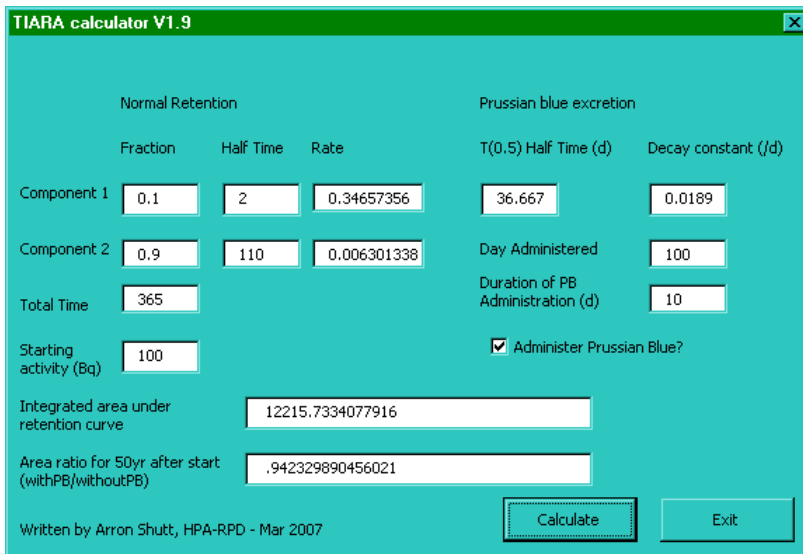 TIARA calculator V1.9
Normal Retention Prussian blue excretion
Fraction Half Time Rate T(0.5) Half Time (d) Decay constant (/d)
Component 1 0.1 2 0.34657356 36.667 0.0189
Component 2 0.9 110 0.006301338 Day Administered 100
Total Time 365 Duration of PB
Administration (d) 10
Starting
activity (Bq) 100 Administer Prussian Blue?
Integrated area under
retention curve 12215.7334077916
Area ratio for 50yr after start
(withPB/withoutPB) .942329890456021
Written by Arron Shutt, HPA-RPD - Mar 2007 Calculate Exit